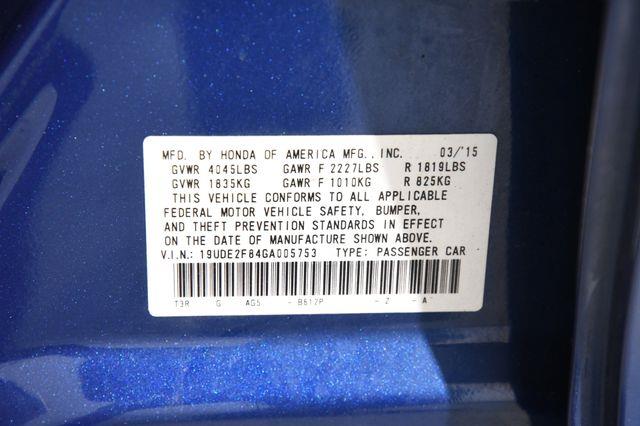 MFD. BY HONDA OF AMERICA MFG., INC. 03/'15
GVWR 4045LBS GAWR F 2227LBS R 1819LBS
GVWR 1835KG GAWR F 1010KG R 825KG
THIS VEHICLE CONFORMS TO ALL APPLICABLE
FEDERAL MOTOR VEHICLE SAFETY, BUMPER,
AND THEFT PREVENTION STANDARDS IN EFFECT
ON THE DATE OF MANUFACTURE SHOWN ABOVE.
V.I.N.: 19UDE2F84GA005753 TYPE: PASSENGER CAR
T3R G AG5 - B612P - Z - A